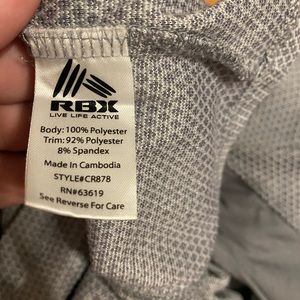 RBX
LIVE LIFE ACTIVE
Body: 100% Polyester
Trim: 92% Polyester
8% Spandex
Made In Cambodia
STYLE#CR878
RN#63619
See Reverse For Care